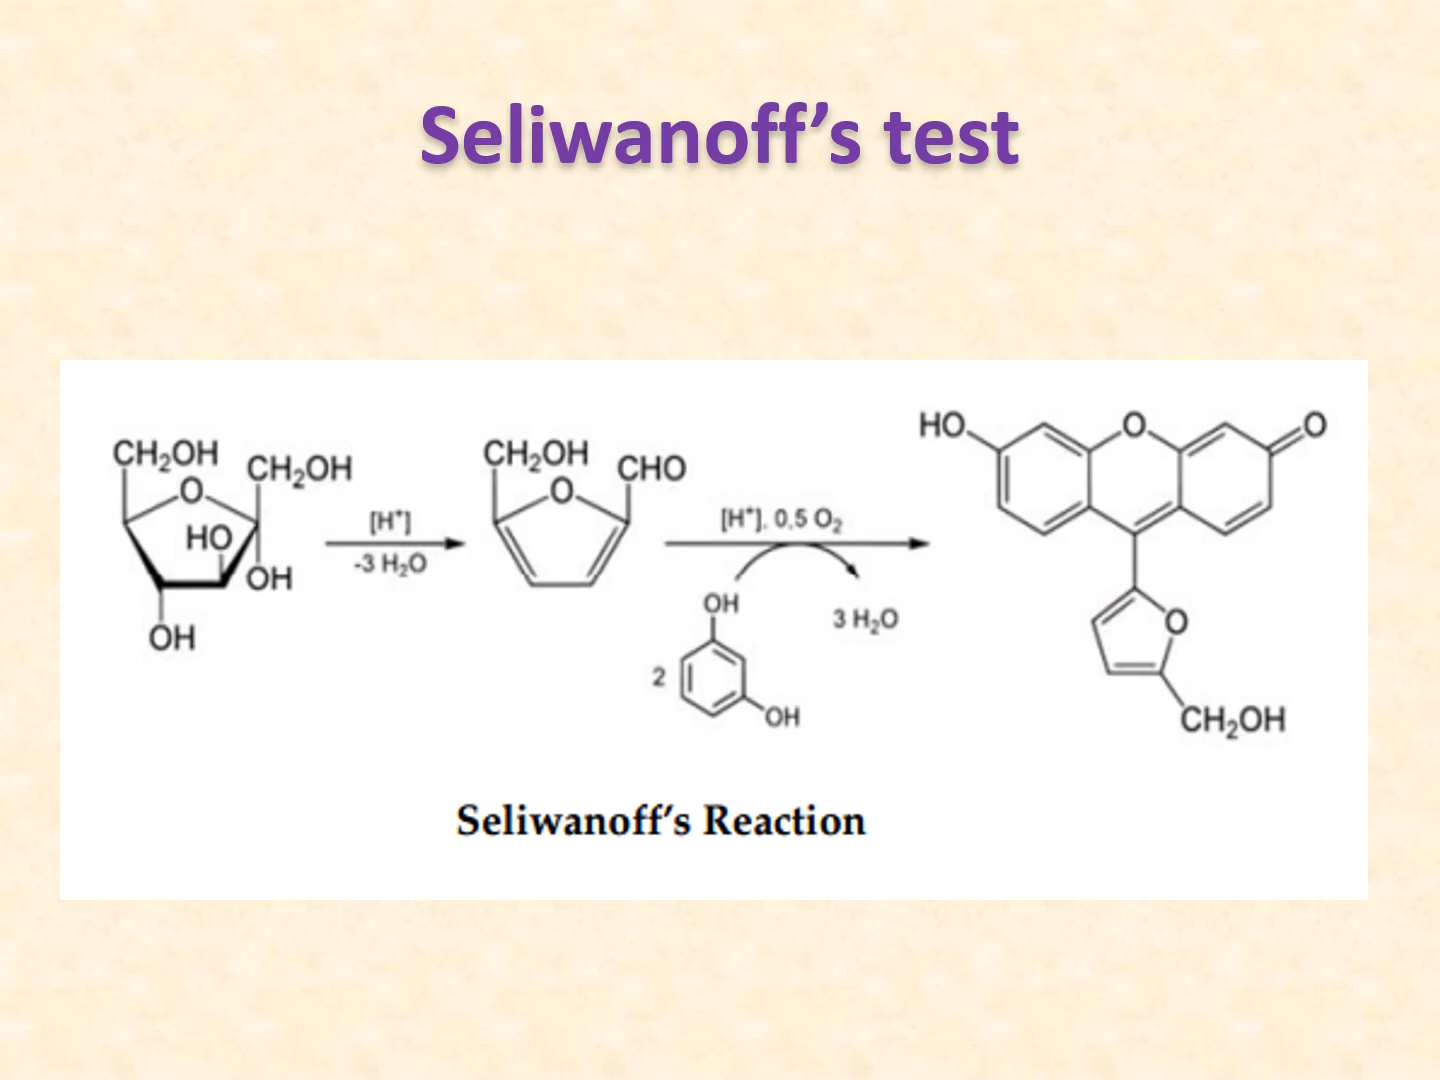 Seliwanoff’s test
CH₂OH
O
CH₂OH
HO
OH
OH
[H⁺]
-3 H₂O
CH₂OH
O
CHO
[H⁺]. 0,5 O₂
2
OH
OH
3 H₂O
HO
O
O
O
CH₂OH
Seliwanoff’s Reaction